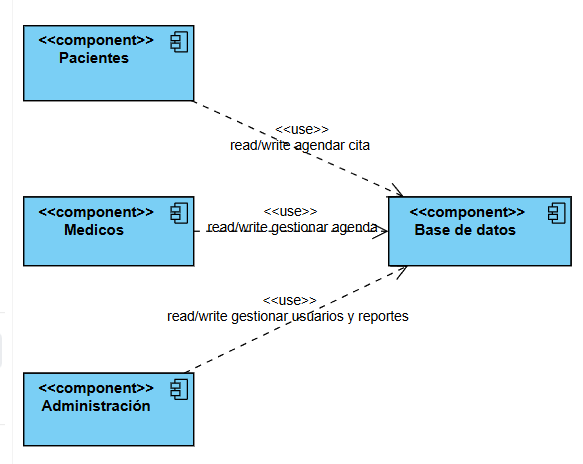 <<component>>
Pacientes
<<use>>
read/write agendar cita
<<component>>
Medicos
<<use>>
read/write gestionar agenda
<<component>>
Base de datos
<<use>>
read/write gestionar usuarios y reportes
<<component>>
Administración